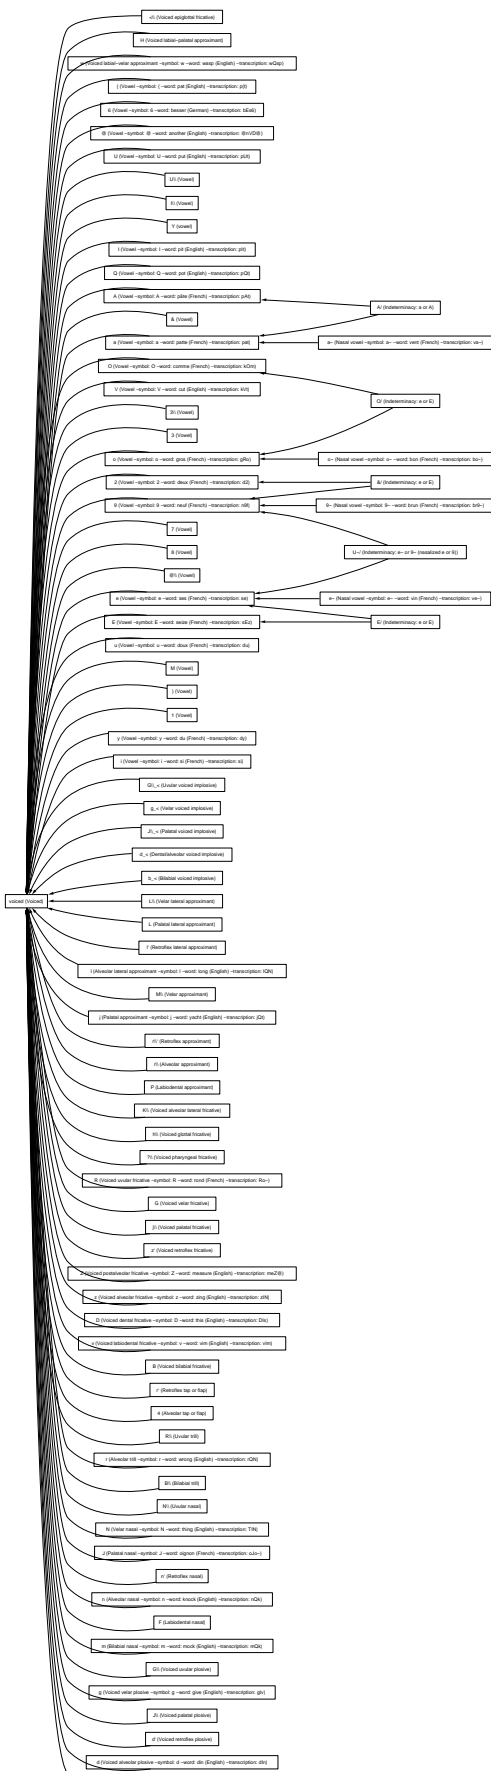 <\\ (Voiced epiglottal fricative)
H (Voiced labial-palatal approximant)
w (Voiced labial-velar approximant -symbol: w -word: wasp (English) -transcription: wQsp)
{ (Vowel -symbol: { -word: pat (English) -transcription: p{t)
6 (Vowel -symbol: 6 -word: besser (German) -transcription: bEs6)
@ (Vowel -symbol: @ -word: another (English) -transcription: @nVD@)
U (Vowel -symbol: U -word: put (English) -transcription: pUt)
U\\ (Vowel)
I\\ (Vowel)
Y (vowel)
I (Vowel -symbol: I -word: pit (English) -transcription: pIt)
Q (Vowel -symbol: Q -word: pot (English) -transcription: pQt)
A (Vowel -symbol: A -word: pâte (French) -transcription: pAt)
A/ (Indeterminacy: a or A)
& (Vowel)
a (Vowel -symbol: a -word: patte (French) -transcription: pat)
a~ (Nasal vowel -symbol: a~ -word: vent (French) -transcription: va~)
O (Vowel -symbol: O -word: comme (French) -transcription: kOm)
V (Vowel -symbol: V -word: cut (English) -transcription: kVt)
O/ (Indeterminacy: e or E)
3\\ (Vowel)
3 (Vowel)
o (Vowel -symbol: o -word: gros (French) -transcription: gRo)
o~ (Nasal vowel -symbol: o~ -word: bon (French) -transcription: bo~)
2 (Vowel -symbol: 2 -word: deux (French) -transcription: d2)
&/ (Indeterminacy: e or E)
9 (Vowel -symbol: 9 -word: neuf (French) -transcription: n9f)
9~ (Nasal vowel -symbol: 9~ -word: brun (French) -transcription: br9~)
7 (Vowel)
8 (Vowel)
U~/ (Indeterminacy: e~ or 9~ (nasalized e or 9))
@\\ (Vowel)
e (Vowel -symbol: e -word: ses (French) -transcription: se)
e~ (Nasal vowel -symbol: e~ -word: vin (French) -transcription: ve~)
E (Vowel -symbol: E -word: seize (French) -transcription: sEz)
E/ (Indeterminacy: e or E)
u (Vowel -symbol: u -word: doux (French) -transcription: du)
M (Vowel)
} (Vowel)
1 (Vowel)
y (Vowel -symbol: y -word: du (French) -transcription: dy)
i (Vowel -symbol: i -word: si (French) -transcription: si)
G\\_< (Uvular voiced implosive)
g_< (Velar voiced implosive)
J\\_< (Palatal voiced implosive)
d_< (Dental/alveolar voiced implosive)
b_< (Bilabial voiced implosive)
voiced (Voiced)
L\\ (Velar lateral approximant)
L (Palatal lateral approximant)
l' (Retroflex lateral approximant)
l (Alveolar lateral approximant -symbol: l -word: long (English) -transcription: lQN)
M\\ (Velar approximant)
j (Palatal approximant -symbol: j -word: yacht (English) -transcription: jQt)
r\\' (Retroflex approximant)
r\\ (Alveolar approximant)
P (Labiodental approximant)
K\\ (Voiced alveolar lateral fricative)
h\\ (Voiced glottal fricative)
?\\ (Voiced pharyngeal fricative)
R (Voiced uvular fricative -symbol: R -word: rond (French) -transcription: Ro~)
G (Voiced velar fricative)
j\\ (Voiced palatal fricative)
z' (Voiced retroflex fricative)
Z (Voiced postalveolar fricative -symbol: Z -word: measure (English) -transcription: meZ@)
z (Voiced alveolar fricative -symbol: z -word: zing (English) -transcription: zIN)
D (Voiced dental fricative -symbol: D -word: this (English) -transcription: DIs)
v (Voiced labiodental fricative -symbol: v -word: vim (English) -transcription: vIm)
B (Voiced bilabial fricative)
r' (Retroflex tap or flap)
4 (Alveolar tap or flap)
R\\ (Uvular trill)
r (Alveolar trill -symbol: r -word: wrong (English) -transcription: rQN)
B\\ (Bilabial trill)
N\\ (Uvular nasal)
N (Velar nasal -symbol: N -word: thing (English) -transcription: TIN)
J (Palatal nasal -symbol: J -word: oignon (French) -transcription: oJo~)
n' (Retroflex nasal)
n (Alveolar nasal -symbol: n -word: knock (English) -transcription: nQk)
F (Labiodental nasal)
m (Bilabial nasal -symbol: m -word: mock (English) -transcription: mQk)
G\\ (Voiced uvular plosive)
g (Voiced velar plosive -symbol: g -word: give (English) -transcription: gIv)
J\\ (Voiced palatal plosive)
d' (Voiced retroflex plosive)
d (Voiced alveolar plosive -symbol: d -word: din (English) -transcription: dIn)